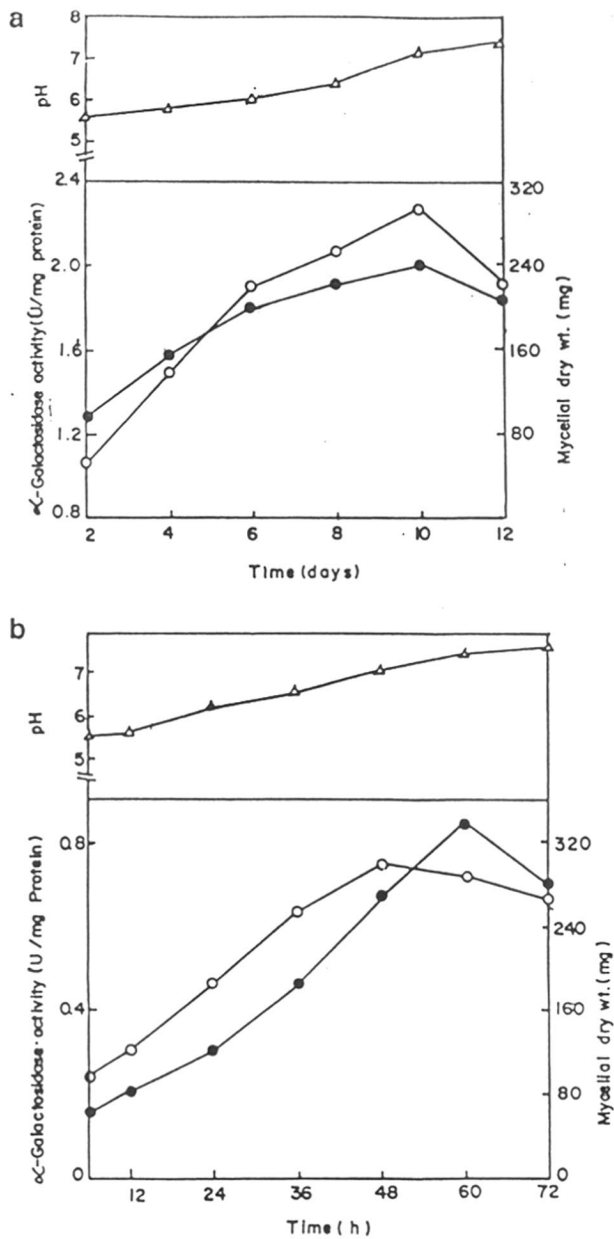 a
8
7
6
5
pH
2.4
2.0
1.6
1.2
0.8
∝-Galactosidase activity (U/mg protein)
320
240
160
80
Mycelial dry wt. (mg)
2 4 6 8 10 12
Time (days)
b
7
6
5
pH
0.8
0.4
0
∝-Galactosidase activity (U/mg Protein)
320
240
160
80
0
Mycelial dry wt. (mg)
12 24 36 48 60 72
Time (h)